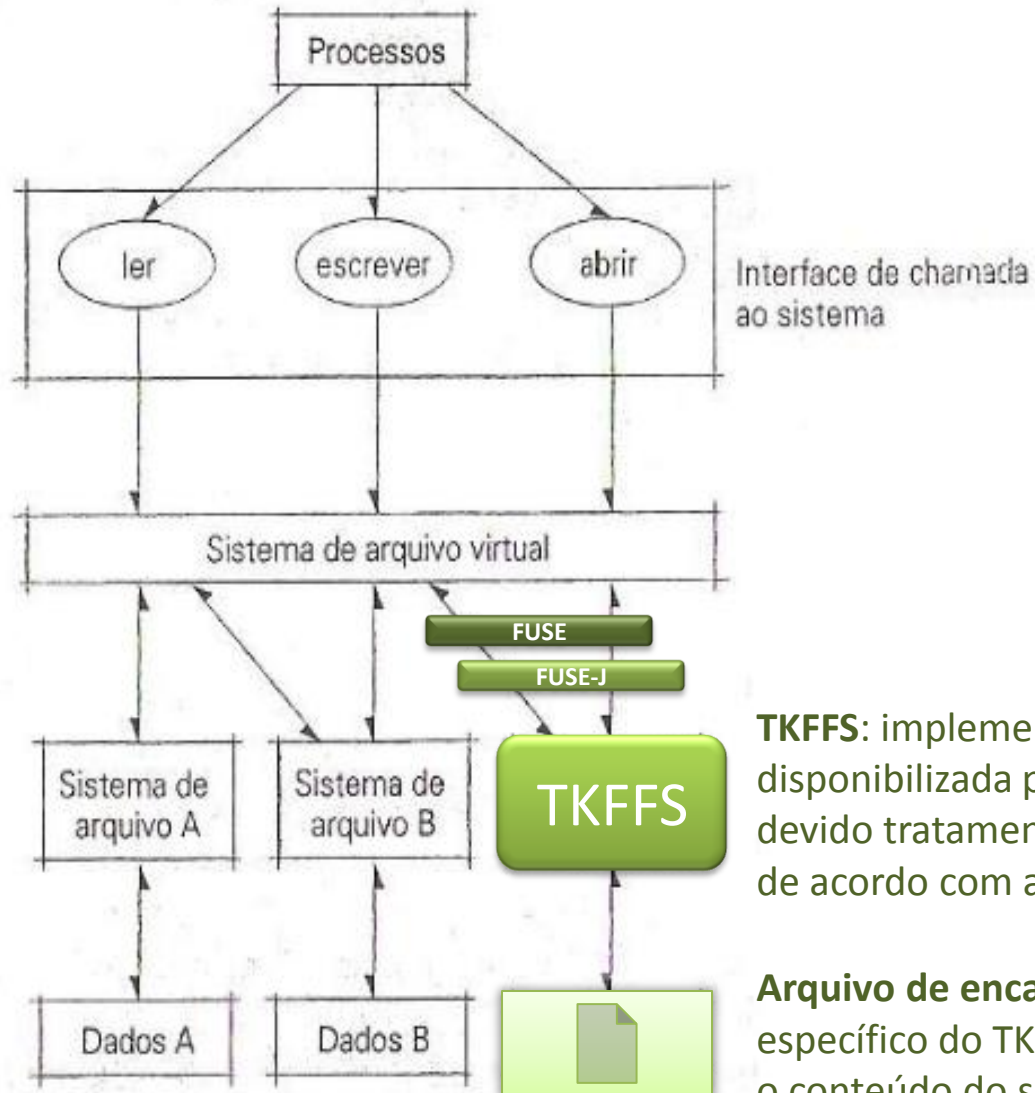 Processos
ler
escrever
abrir
Interface de chamada
ao sistema
Sistema de arquivo virtual
FUSE
FUSE-J
Sistema de
arquivo A
Sistema de
arquivo B
TKFFS
TKFFS: impleme
disponibilizada p
devido tratamen
de acordo com a
Arquivo de enca
específico do TK
o conteúdo do s
Dados A
Dados B